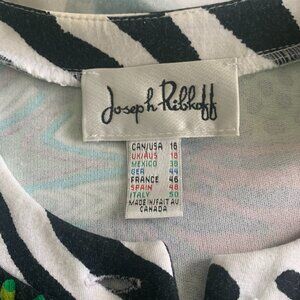 Joseph Ribkoff
CAN/USA 16
UK/AUS 18
MEXICO 38
GER 44
FRANCE 46
SPAIN 48
ITALY 50
MADE IN/FAIT AU
CANADA